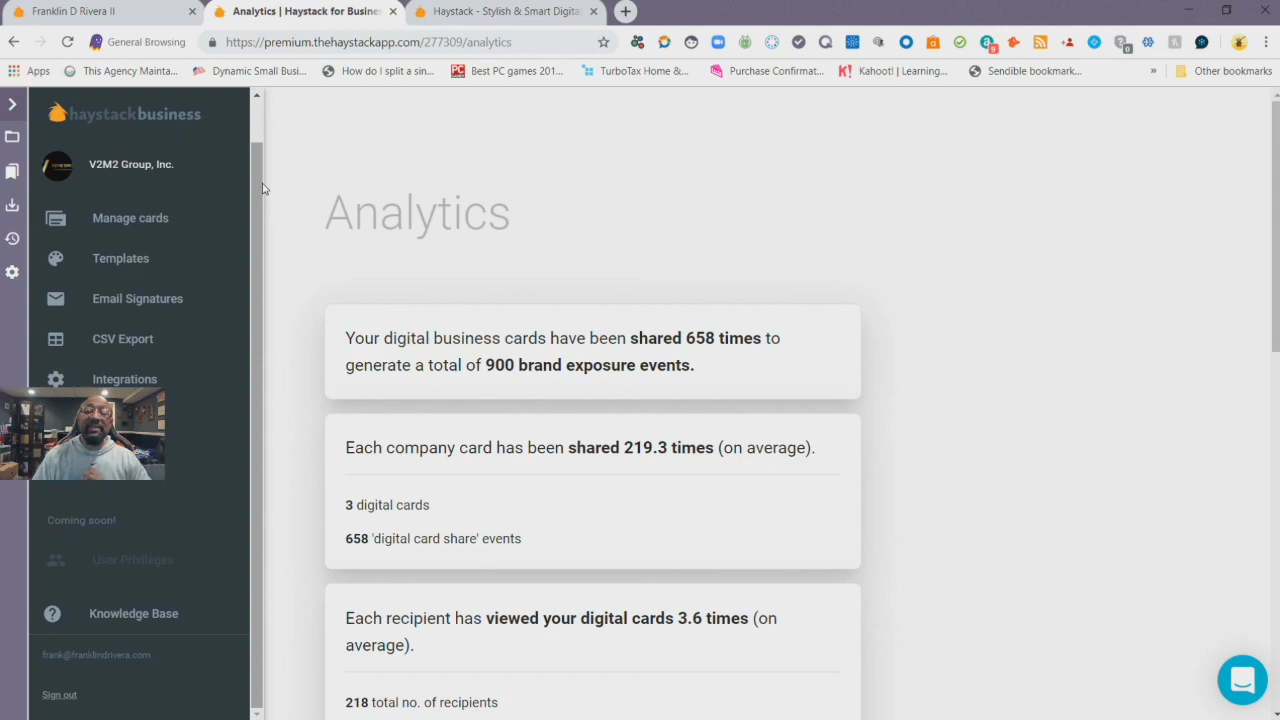 Franklin D Rivera II
Analytics | Haystack for Busine
Haystack - Stylish & Smart Digital
General Browsing
https://premium.thehaystackapp.com/277309/analytics
9
0
Apps
This Agency Mainta...
Dynamic Small Busi...
How do I split a sin...
Best PC games 201...
TurboTax Home &...
Purchase Confirmat...
Kahoot! | Learning...
Sendible bookmark...
»
Other bookmarks
haystackbusiness
V2M2 Group, Inc.
Manage cards
Templates
Email Signatures
CSV Export
Integrations
Coming soon!
User Privileges
Knowledge Base
frank@franklindrivera.com
Sign out
Analytics
Your digital business cards have been shared 658 times to
generate a total of 900 brand exposure events.
Each company card has been shared 219.3 times (on average).
3 digital cards
658 'digital card share' events
Each recipient has viewed your digital cards 3.6 times (on
average).
218 total no. of recipients